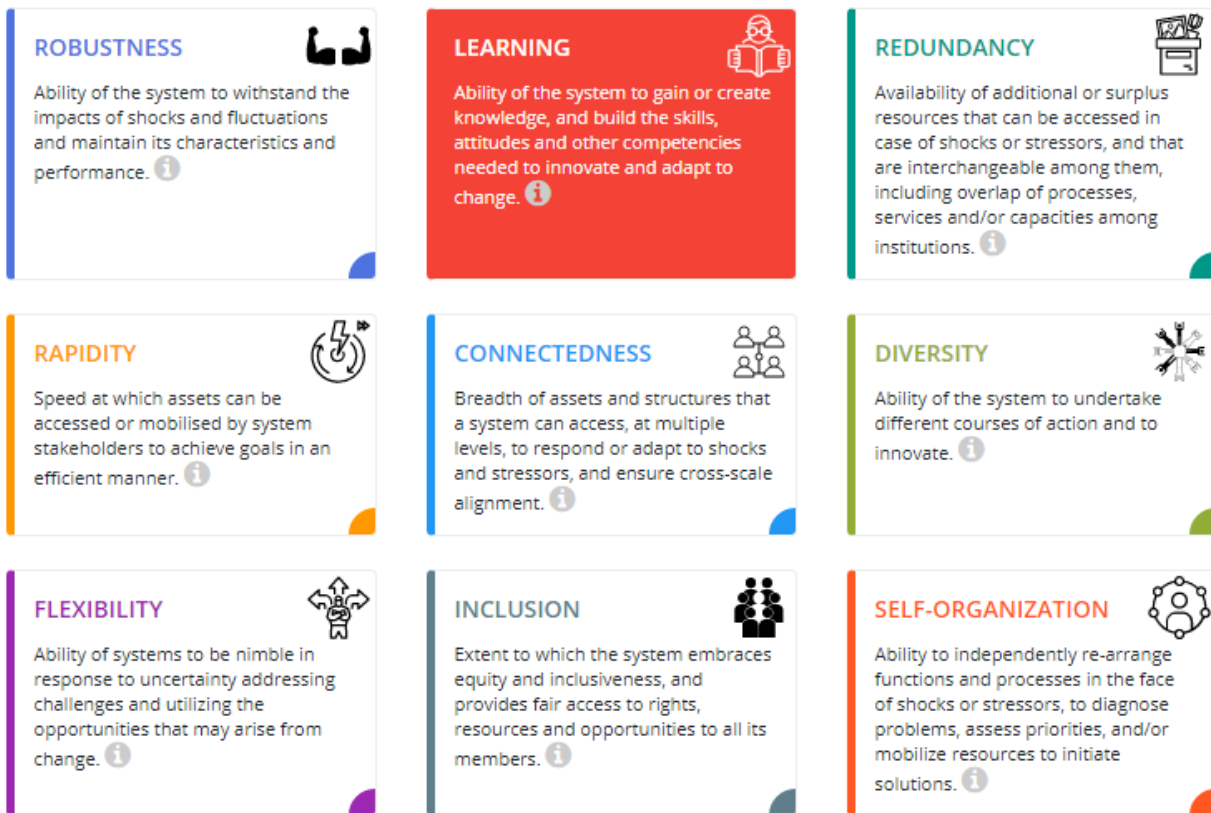 ROBUSTNESS
Ability of the system to withstand the
impacts of shocks and fluctuations
and maintain its characteristics and
performance.
LEARNING
Ability of the system to gain or create
knowledge, and build the skills,
attitudes and other competencies
needed to innovate and adapt to
change.
REDUNDANCY
Availability of additional or surplus
resources that can be accessed in
case of shocks or stressors, and that
are interchangeable among them,
including overlap of processes,
services and/or capacities among
institutions.
RAPIDITY
Speed at which assets can be
accessed or mobilised by system
stakeholders to achieve goals in an
efficient manner.
CONNECTEDNESS
Breadth of assets and structures that
a system can access, at multiple
levels, to respond or adapt to shocks
and stressors, and ensure cross-scale
alignment.
DIVERSITY
Ability of the system to undertake
different courses of action and to
innovate.
FLEXIBILITY
Ability of systems to be nimble in
response to uncertainty addressing
challenges and utilizing the
opportunities that may arise from
change.
INCLUSION
Extent to which the system embraces
equity and inclusiveness, and
provides fair access to rights,
resources and opportunities to all its
members.
SELF-ORGANIZATION
Ability to independently re-arrange
functions and processes in the face
of shocks or stressors, to diagnose
problems, assess priorities, and/or
mobilize resources to initiate
solutions.